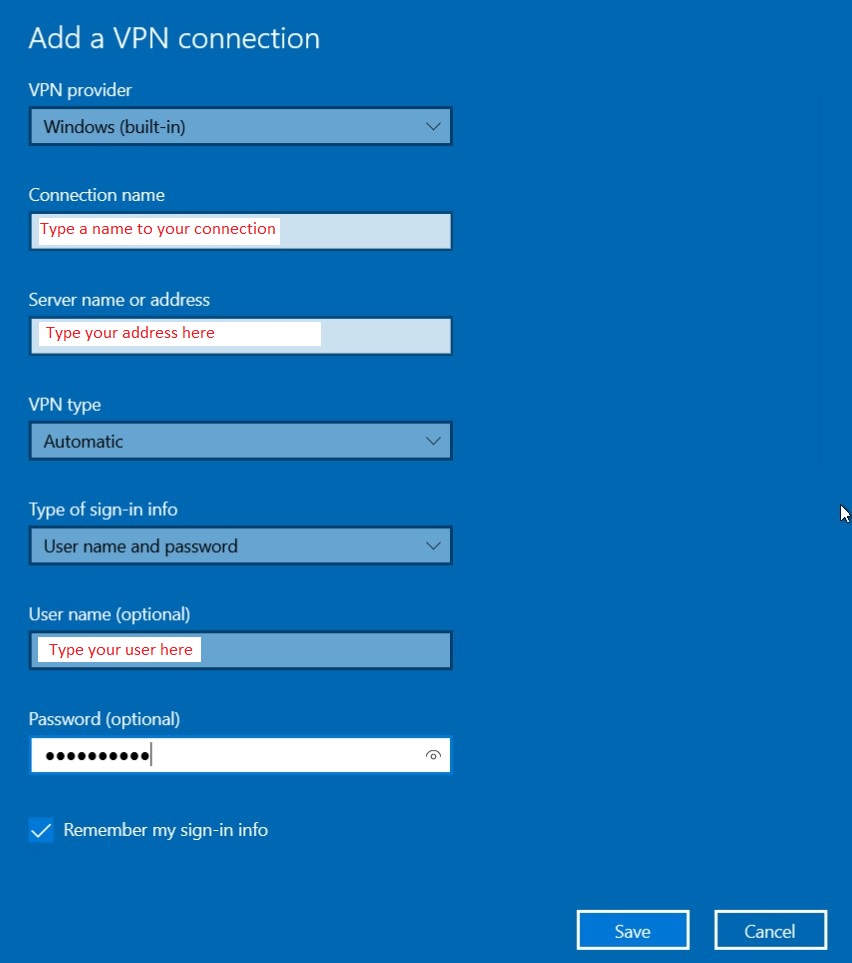 Add a VPN connection
VPN provider
Windows (built-in)
Connection name
Type a name to your connection
Server name or address
Type your address here
VPN type
Automatic
Type of sign-in info
User name and password
User name (optional)
Type your user here
Password (optional)
●●●●●●●●●●
Remember my sign-in info
Save
Cancel